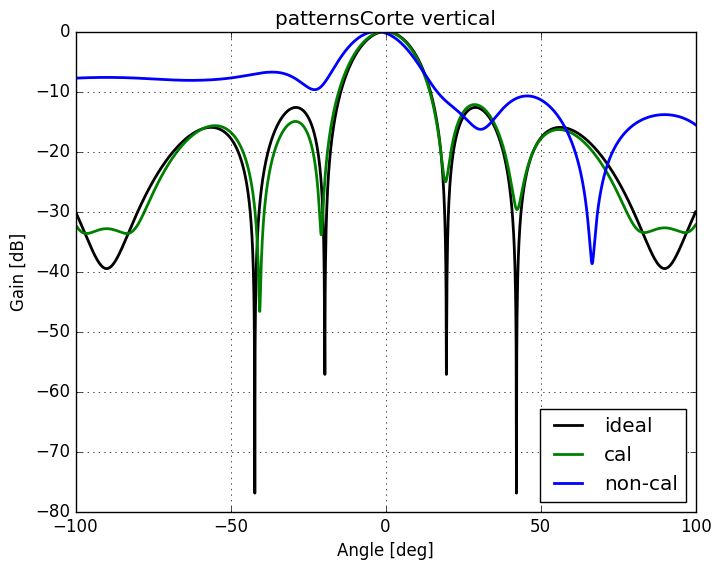 patternsCorte vertical
0
−10
−20
−30
−40
−50
−60
−70
−80
Gain [dB]
−100
−50
0
50
100
Angle [deg]
ideal
cal
non-cal